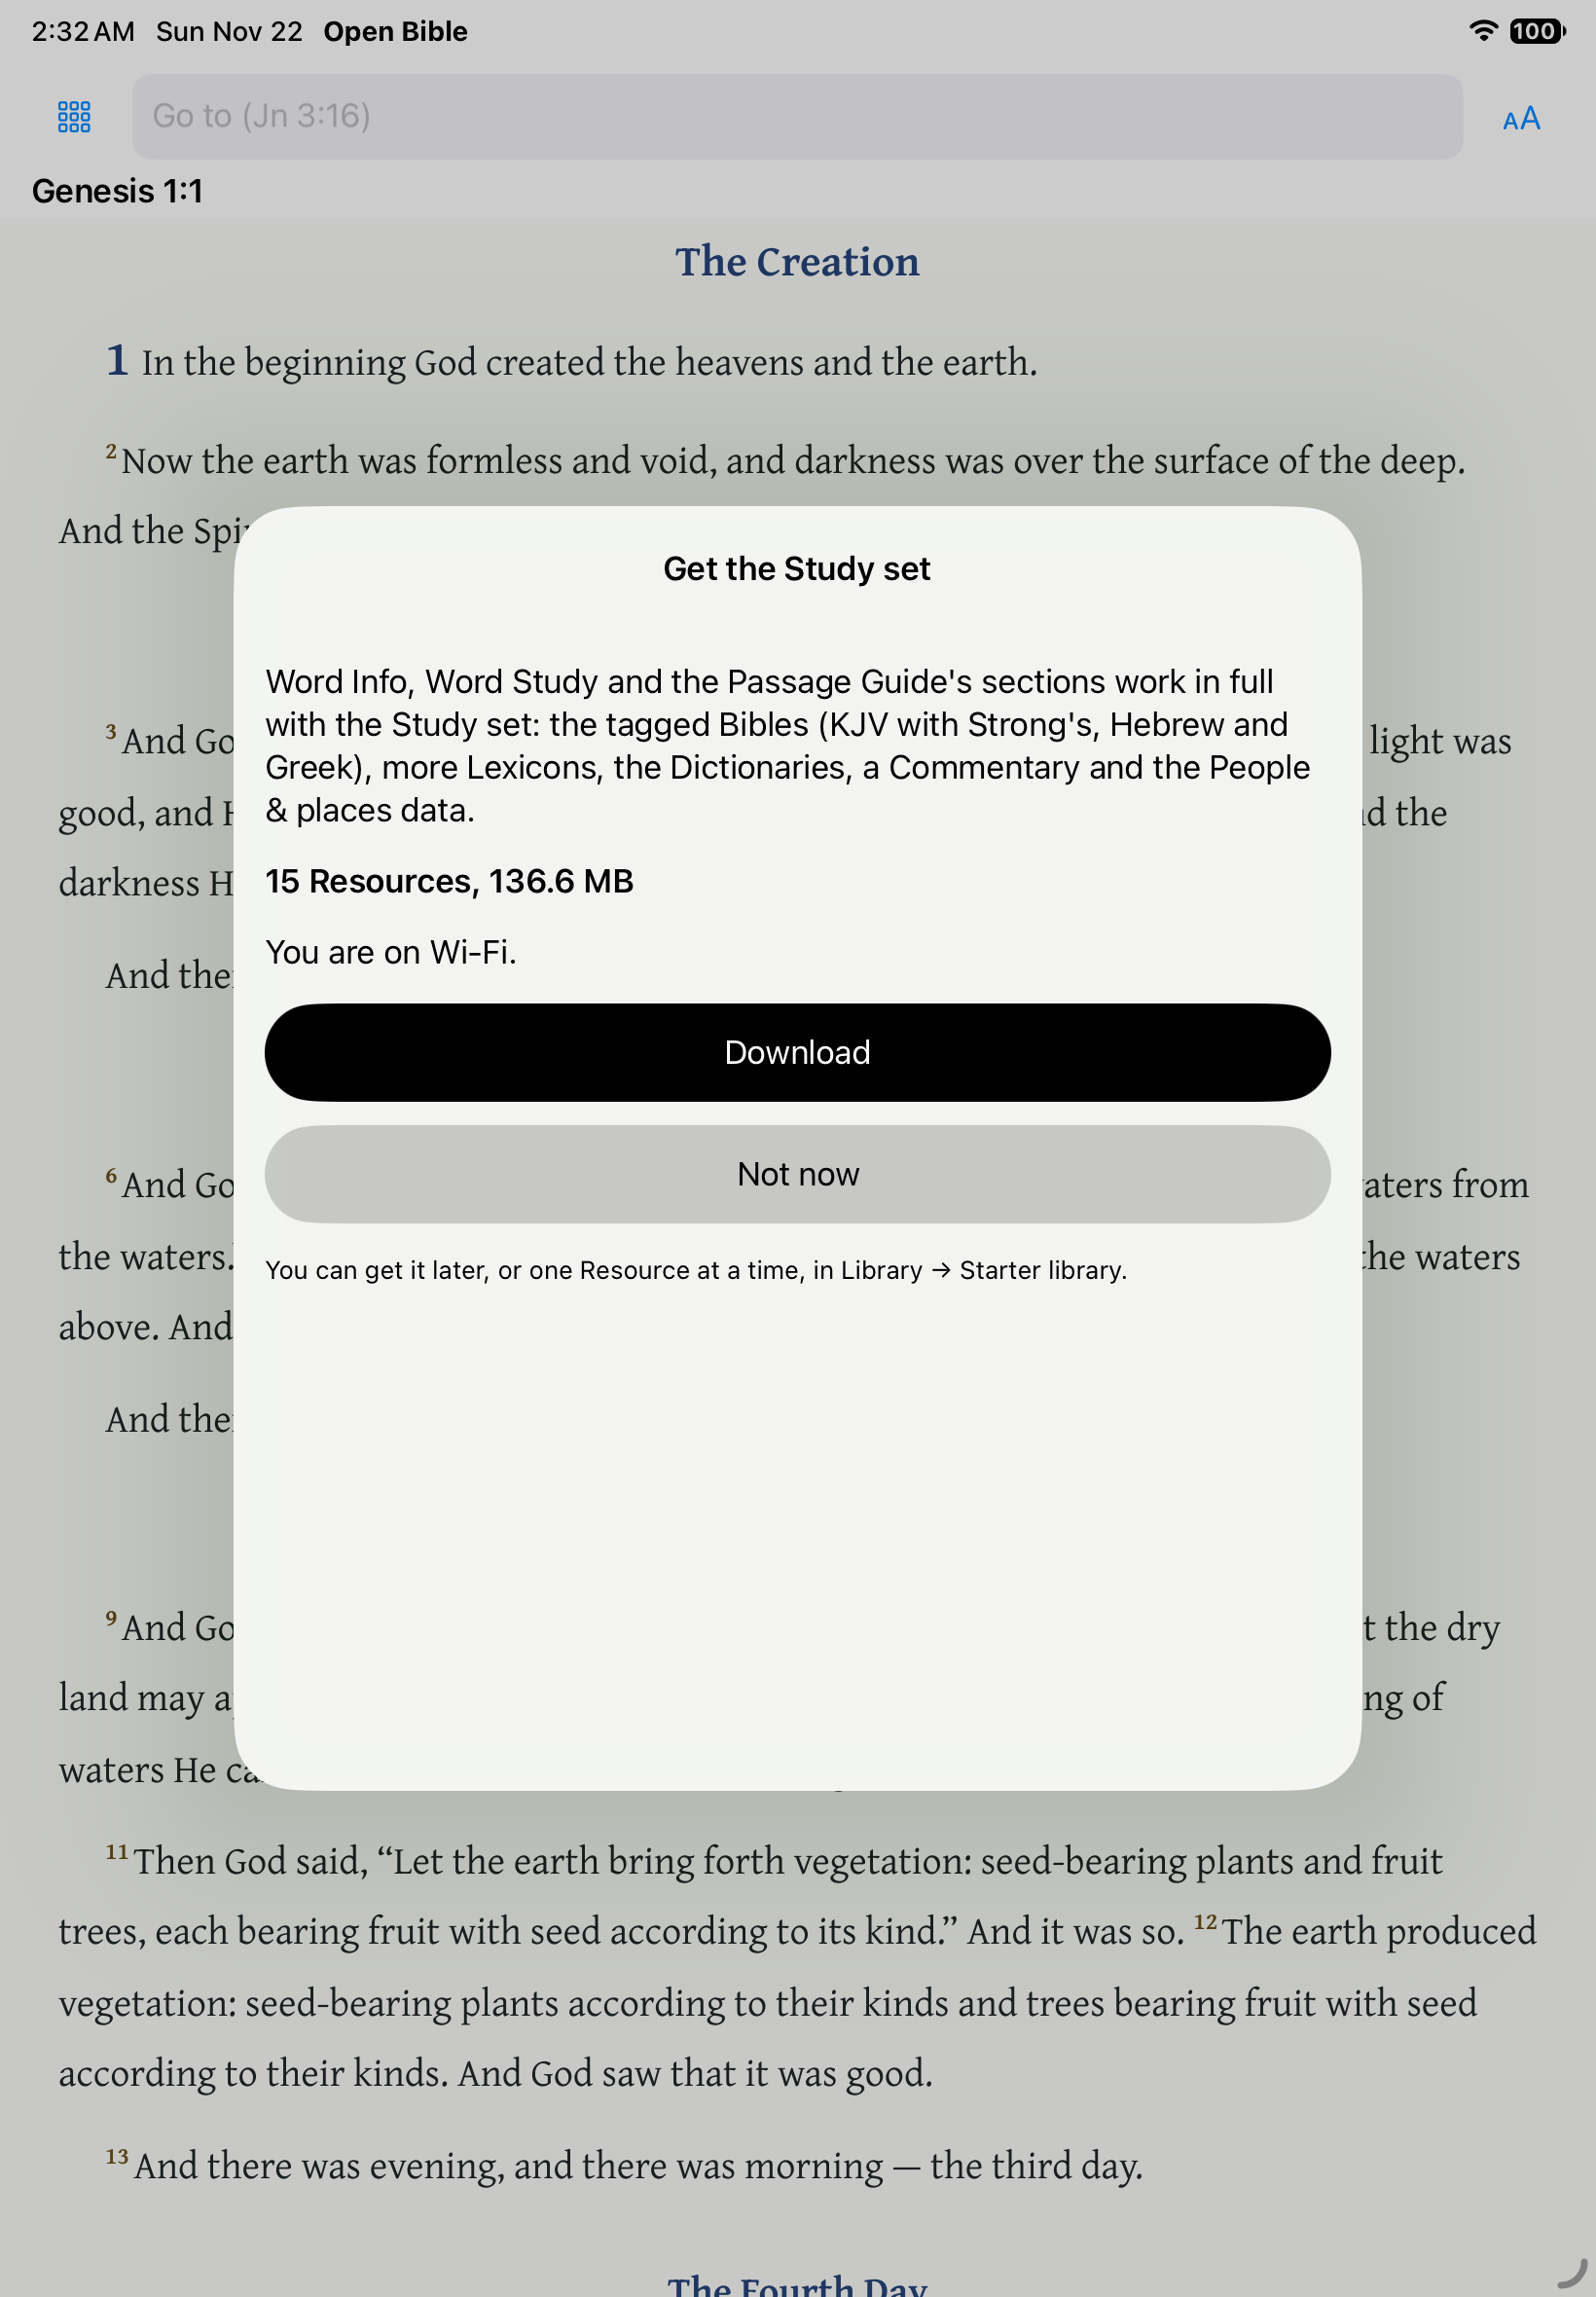 2:32 AM Sun Nov 22 Open Bible 100
Go to (Jn 3:16)
AA
Genesis 1:1
The Creation
1 In the beginning God created the heavens and the earth.
2 Now the earth was formless and void, and darkness was over the surface of the deep.
And the
Get the Study set
Word Info, Word Study and the Passage Guide's sections work in full
with the Study set: the tagged Bibles (KJV with Strong's, Hebrew and
Greek), more Lexicons, the Dictionaries, a Commentary and the People
& places data.
15 Resources, 136.6 MB
You are on Wi-Fi.
Download
Not now
You can get it later, or one Resource at a time, in Library → Starter library.
3 And light was
good, and the
darkness
And
6 And from
the waters. the waters
above. And
And
9 And the dry
land may of
waters He
11 Then God said, “Let the earth bring forth vegetation: seed-bearing plants and fruit
trees, each bearing fruit with seed according to its kind.” And it was so. 12 The earth produced
vegetation: seed-bearing plants according to their kinds and trees bearing fruit with seed
according to their kinds. And God saw that it was good.
13 And there was evening, and there was morning — the third day.
The Fourth Day